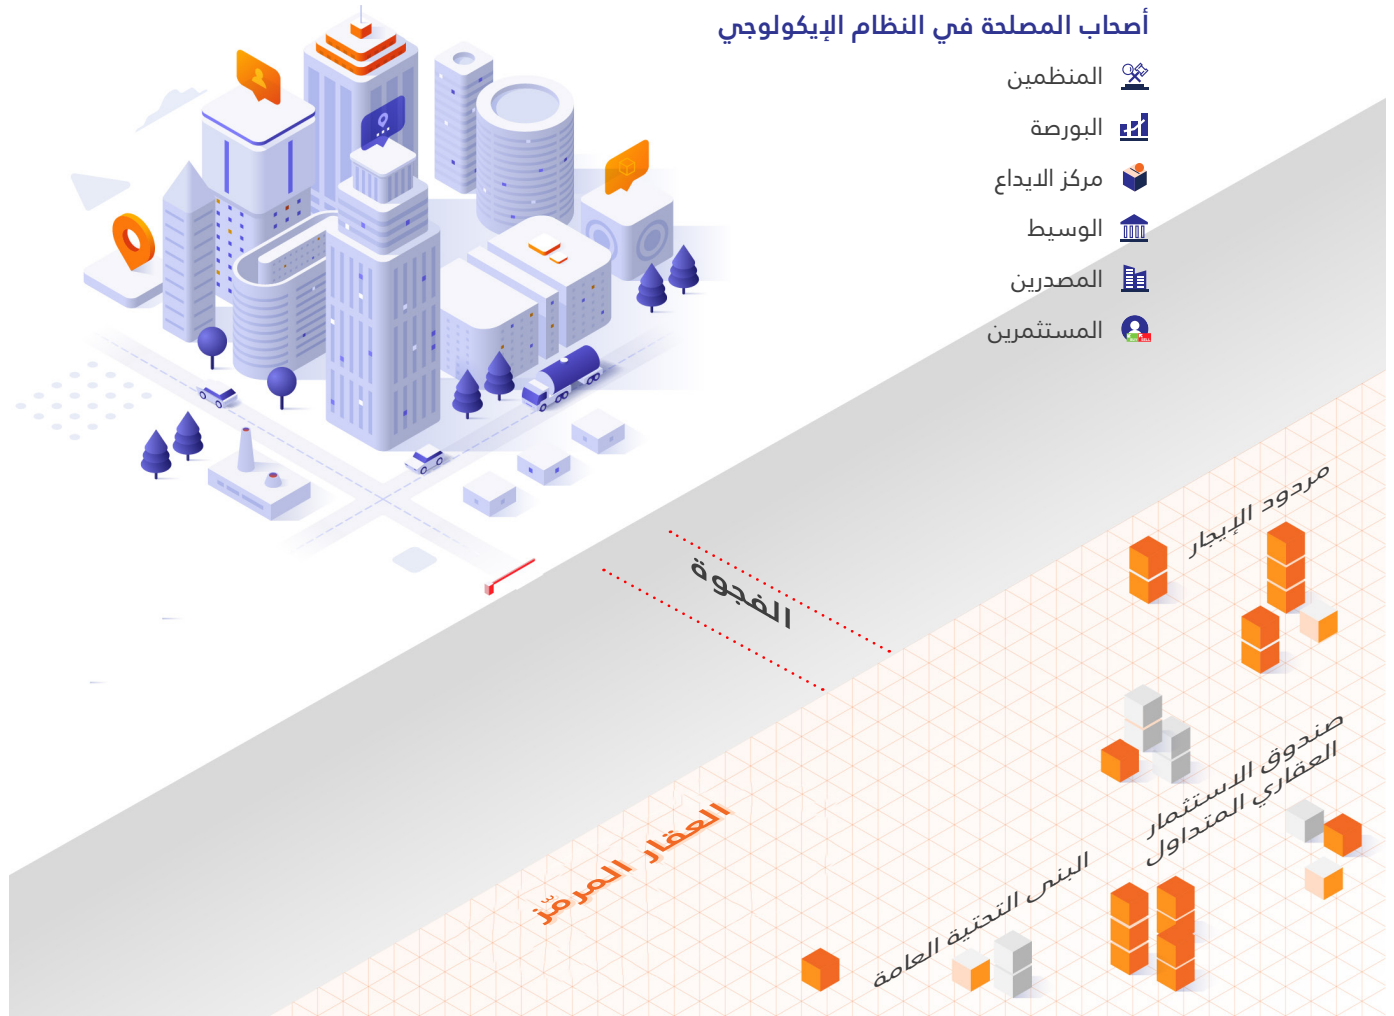 أصحاب المصلحة في النظام الإيكولوجي
المنظمين
البورصة
مركز الايداع
الوسيط
المصدرين
المستثمرين
مردود الإيجار
الفجوة
صندوق الاستثمار
العقاري المتداول
العقار المرمّز
البنى التحتية العامة